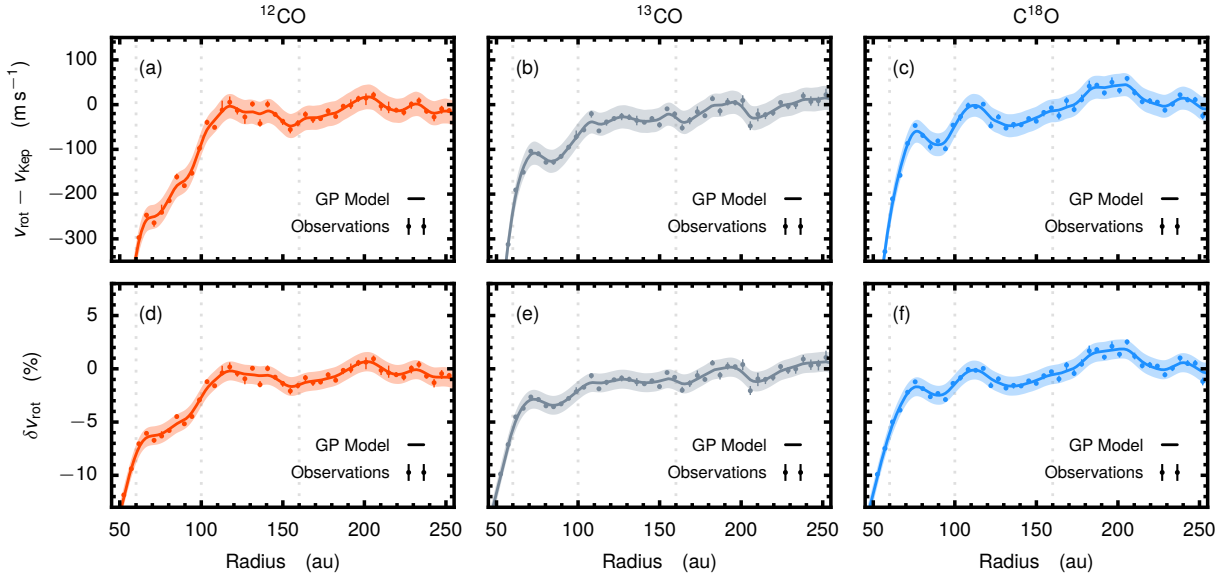 ¹²CO ¹³CO C¹⁸O
(a) (b) (c)
100
0
−100
−200
−300
v_rot − v_Kep (m s⁻¹)
GP Model GP Model GP Model
Observations Observations Observations
(d) (e) (f)
5
0
−5
−10
δv_rot (%)
GP Model GP Model GP Model
Observations Observations Observations
50 100 150 200 250 50 100 150 200 250 50 100 150 200 250
Radius (au) Radius (au) Radius (au)